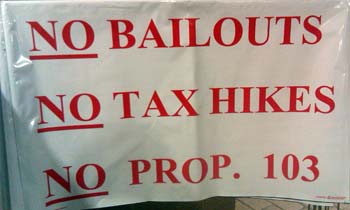 NO BAILOUTS
NO TAX HIKES
NO PROP. 103